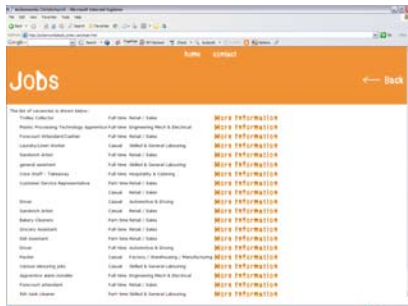 home contact
Jobs
Back
The list of vacancies is shown below:
Trolley Collector Full time Retail / Sales More Information
Plastic Processing Technology Apprentice Full time Engineering Mech & Electrical More Information
Forecourt Attendant/Cashier Full time Retail / Sales More Information
Laundry/Linen Worker Casual Skilled & General Labouring More Information
Sandwich Artist Full time Retail / Sales More Information
general assistant Casual Skilled & General Labouring More Information
Crew Staff - Takeaway Full time Hospitality & Catering More Information
Customer Service Representative Part time Retail / Sales More Information
Casual Retail / Sales More Information
Driver Casual Automotive & Driving More Information
Sandwich Artist Casual Retail / Sales More Information
Bakery Cleaners Part time Retail / Sales More Information
Grocery Assistant Full time Retail / Sales More Information
Deli Assistant Full time Retail / Sales More Information
Driver Full time Automotive & Driving More Information
Packer Casual Factory / Warehousing / Manufacturing More Information
various labouring jobs Casual Skilled & General Labouring More Information
Apprentice alarm installer Full time Engineering Mech & Electrical More Information
Forecourt attendant Full time Retail / Sales More Information
fish tank cleaner Part time Skilled & General Labouring More Information